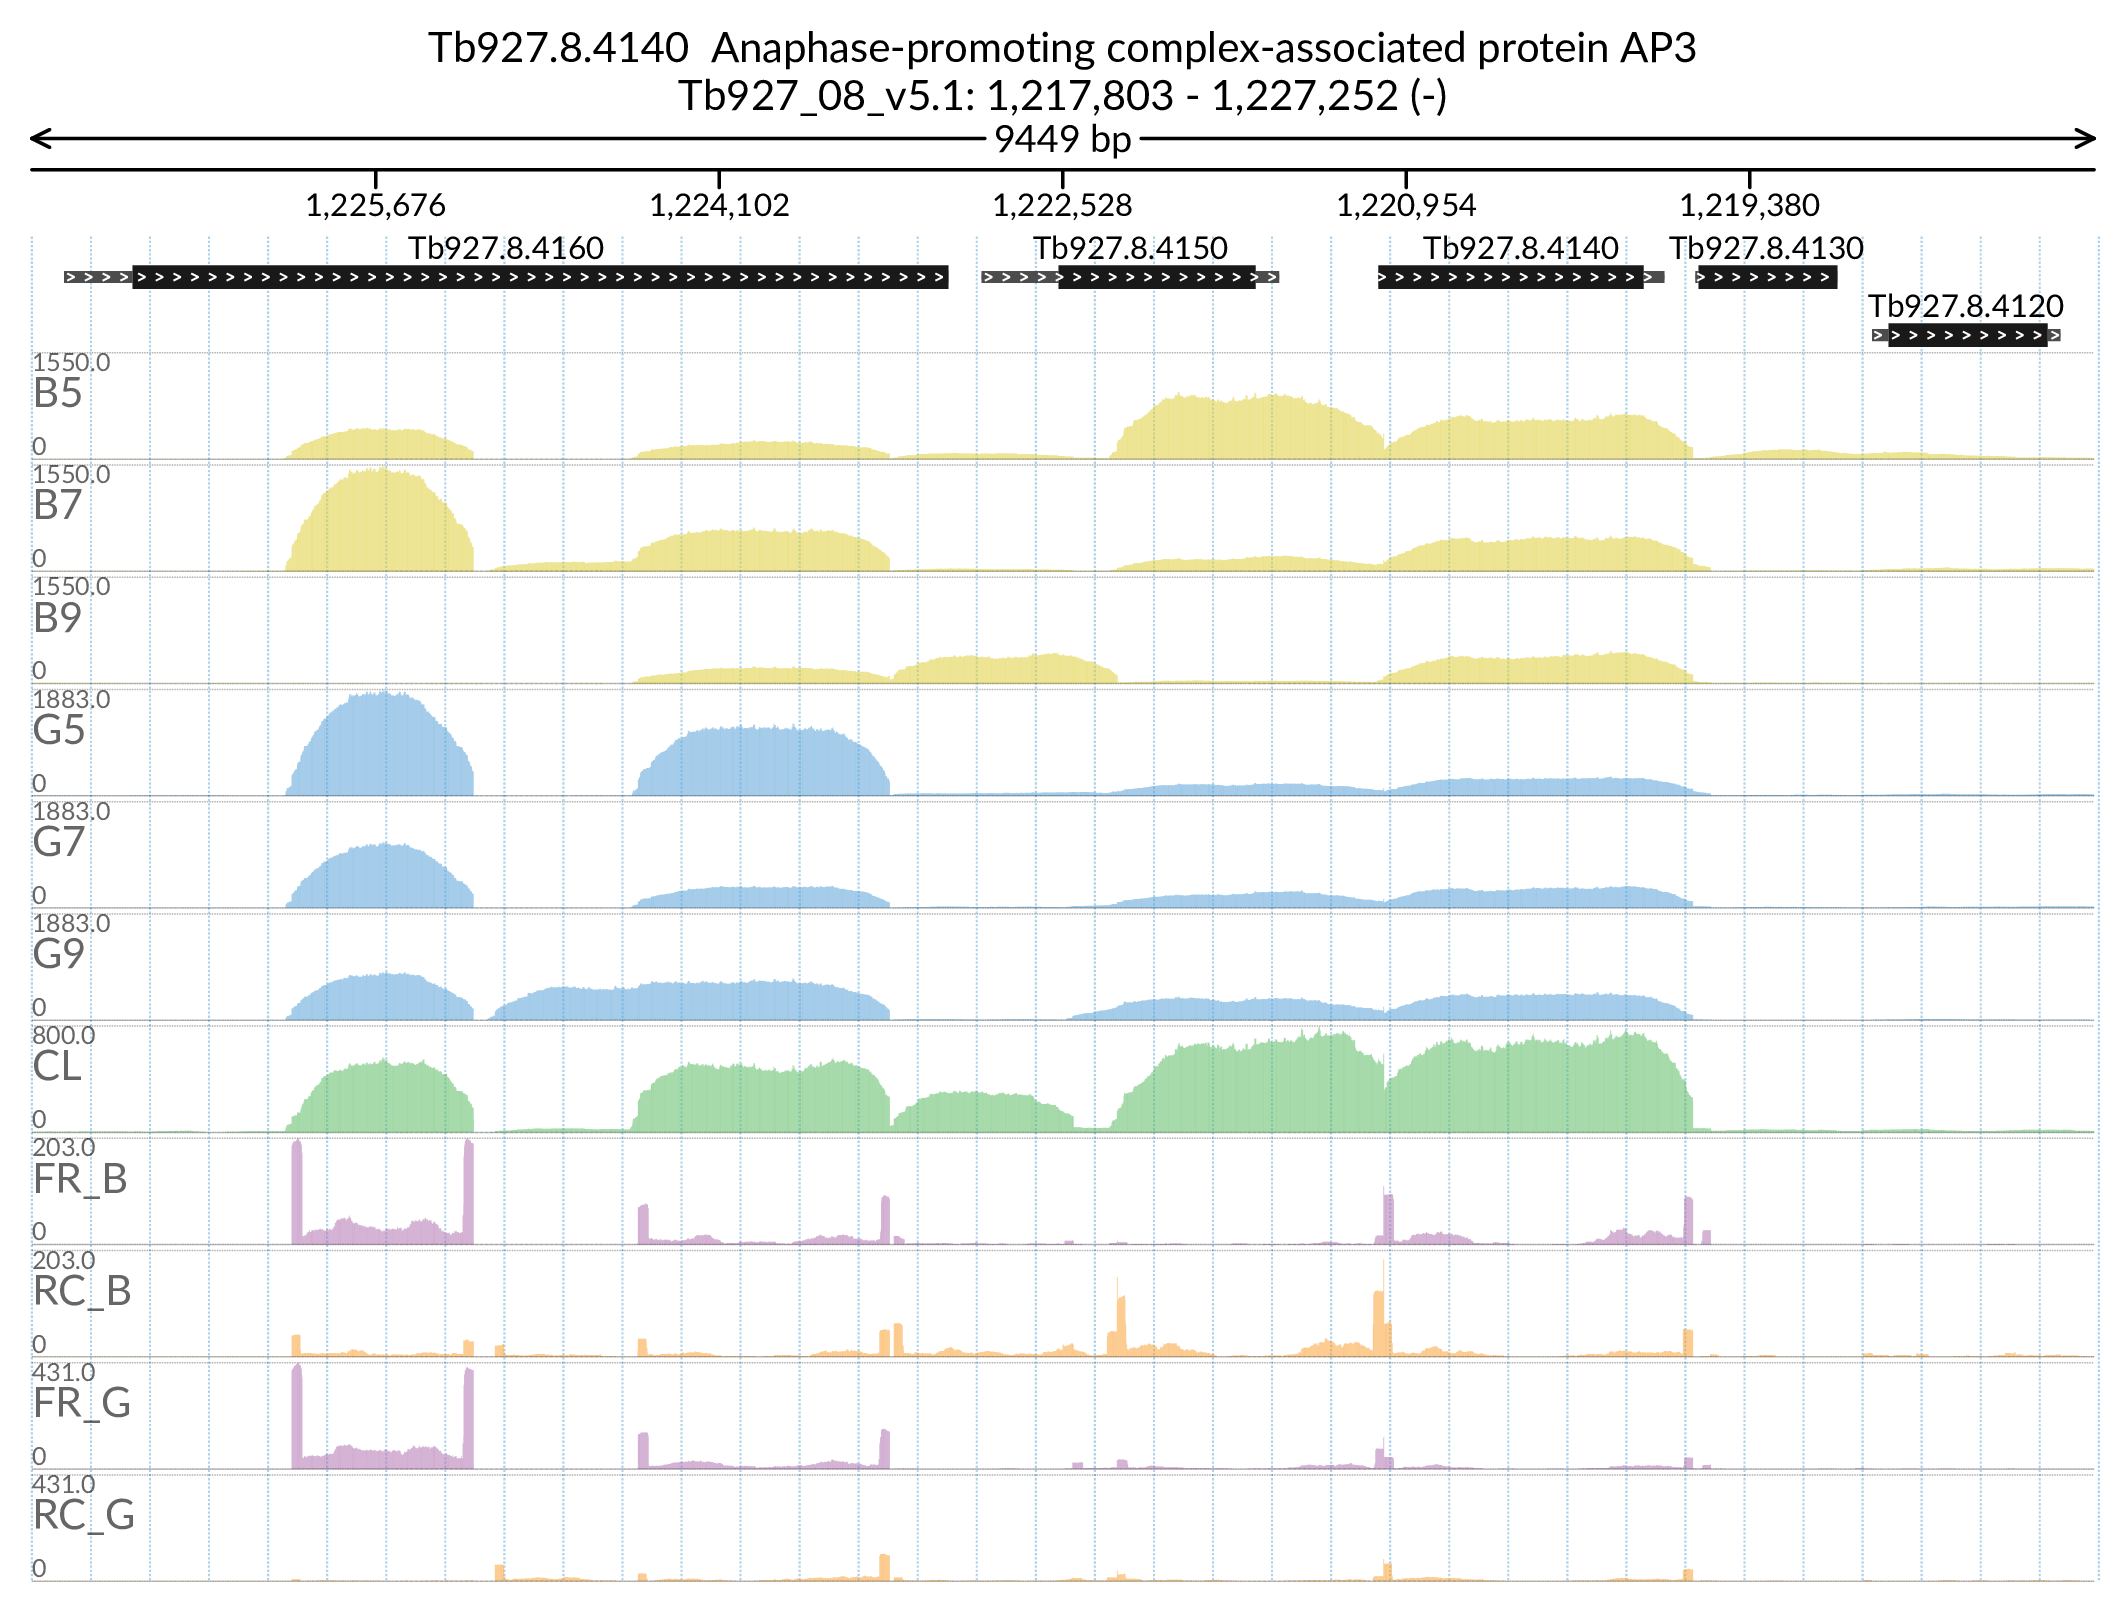 Tb927.8.4140  Anaphase-promoting complex-associated protein AP3
Tb927_08_v5.1: 1,217,803 - 1,227,252 (-)
9449 bp
1,225,676 1,224,102 1,222,528 1,220,954 1,219,380
Tb927.8.4160 Tb927.8.4150 Tb927.8.4140 Tb927.8.4130
Tb927.8.4120
1550.0
B5
0
1550.0
B7
0
1550.0
B9
0
1883.0
G5
0
1883.0
G7
0
1883.0
G9
0
800.0
CL
0
203.0
FR_B
0
203.0
RC_B
0
431.0
FR_G
0
431.0
RC_G
0